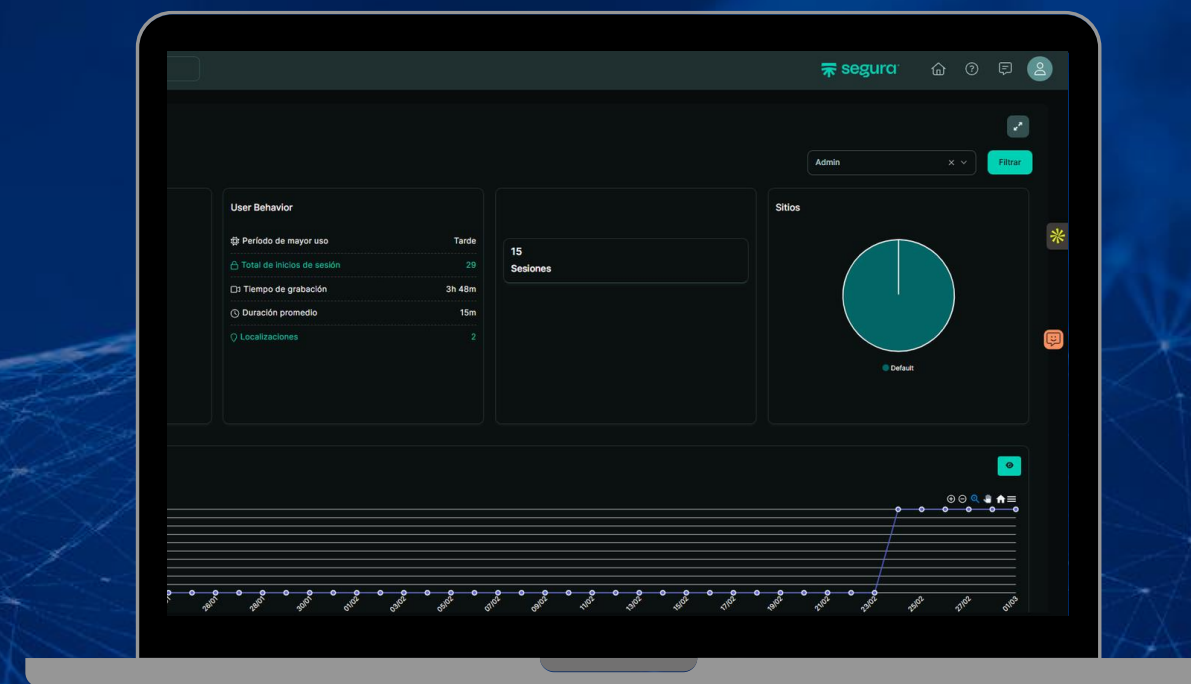 segura
Admin
Filtrar
User Behavior
Período de mayor uso Tarde
Total de inicios de sesión 29
Tiempo de grabación 3h 48m
Duración promedio 15m
Localizaciones 2
15
Sesiones
Sitios
Default
26/01 28/01 30/01 01/02 03/02 05/02 07/02 09/02 11/02 13/02 15/02 17/02 19/02 21/02 23/02 25/02 27/02 01/03